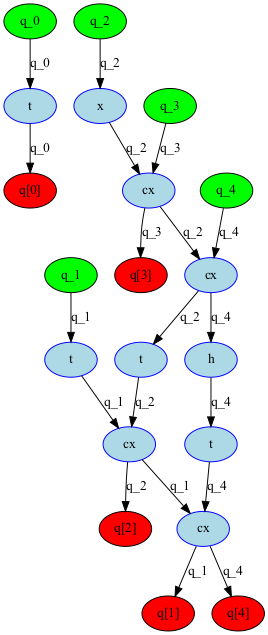 q_0 q_2
q_0 q_2
t x q_3
q_0 q_2 q_3
q[0] cx q_4
q_3 q_2 q_4
q_1 q[3] cx
q_1 q_2 q_4
t t h
q_1 q_2 q_4
cx t
q_2 q_1 q_4
q[2] cx
q_1 q_4
q[1] q[4]